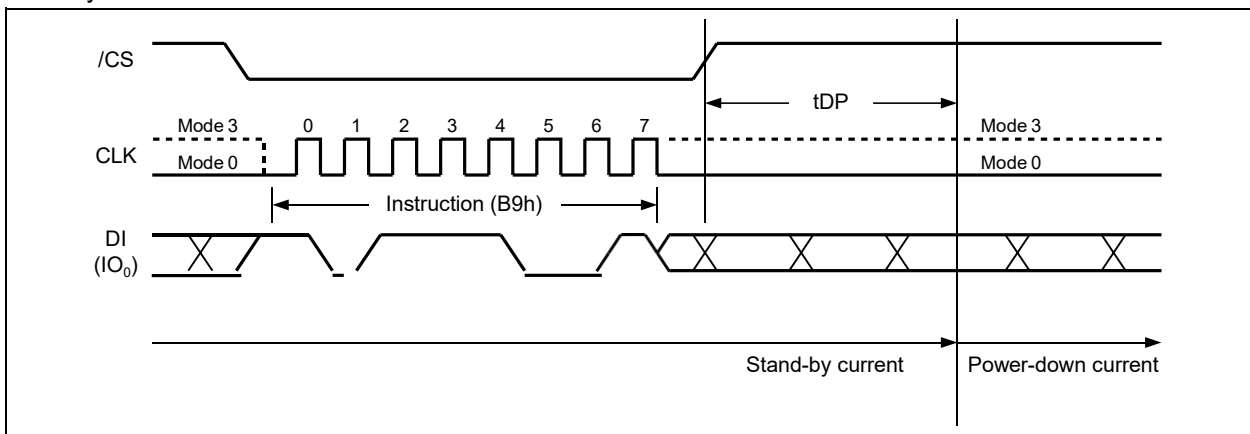 /CS
tDP
Mode 3 0 1 2 3 4 5 6 7 Mode 3
CLK
Mode 0 Mode 0
Instruction (B9h)
DI
(IO₀)
Stand-by current Power-down current